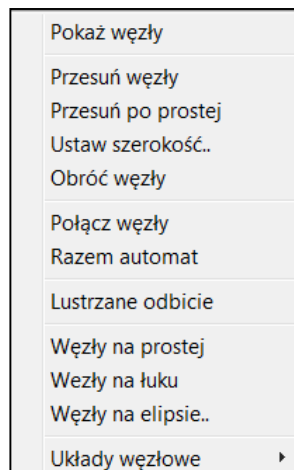 Pokaż węzły
Przesuń węzły
Przesuń po prostej
Ustaw szerokość..
Obróć węzły
Połącz węzły
Razem automat
Lustrzane odbicie
Węzły na prostej
Wezły na łuku
Węzły na elipsie..
Układy węzłowe